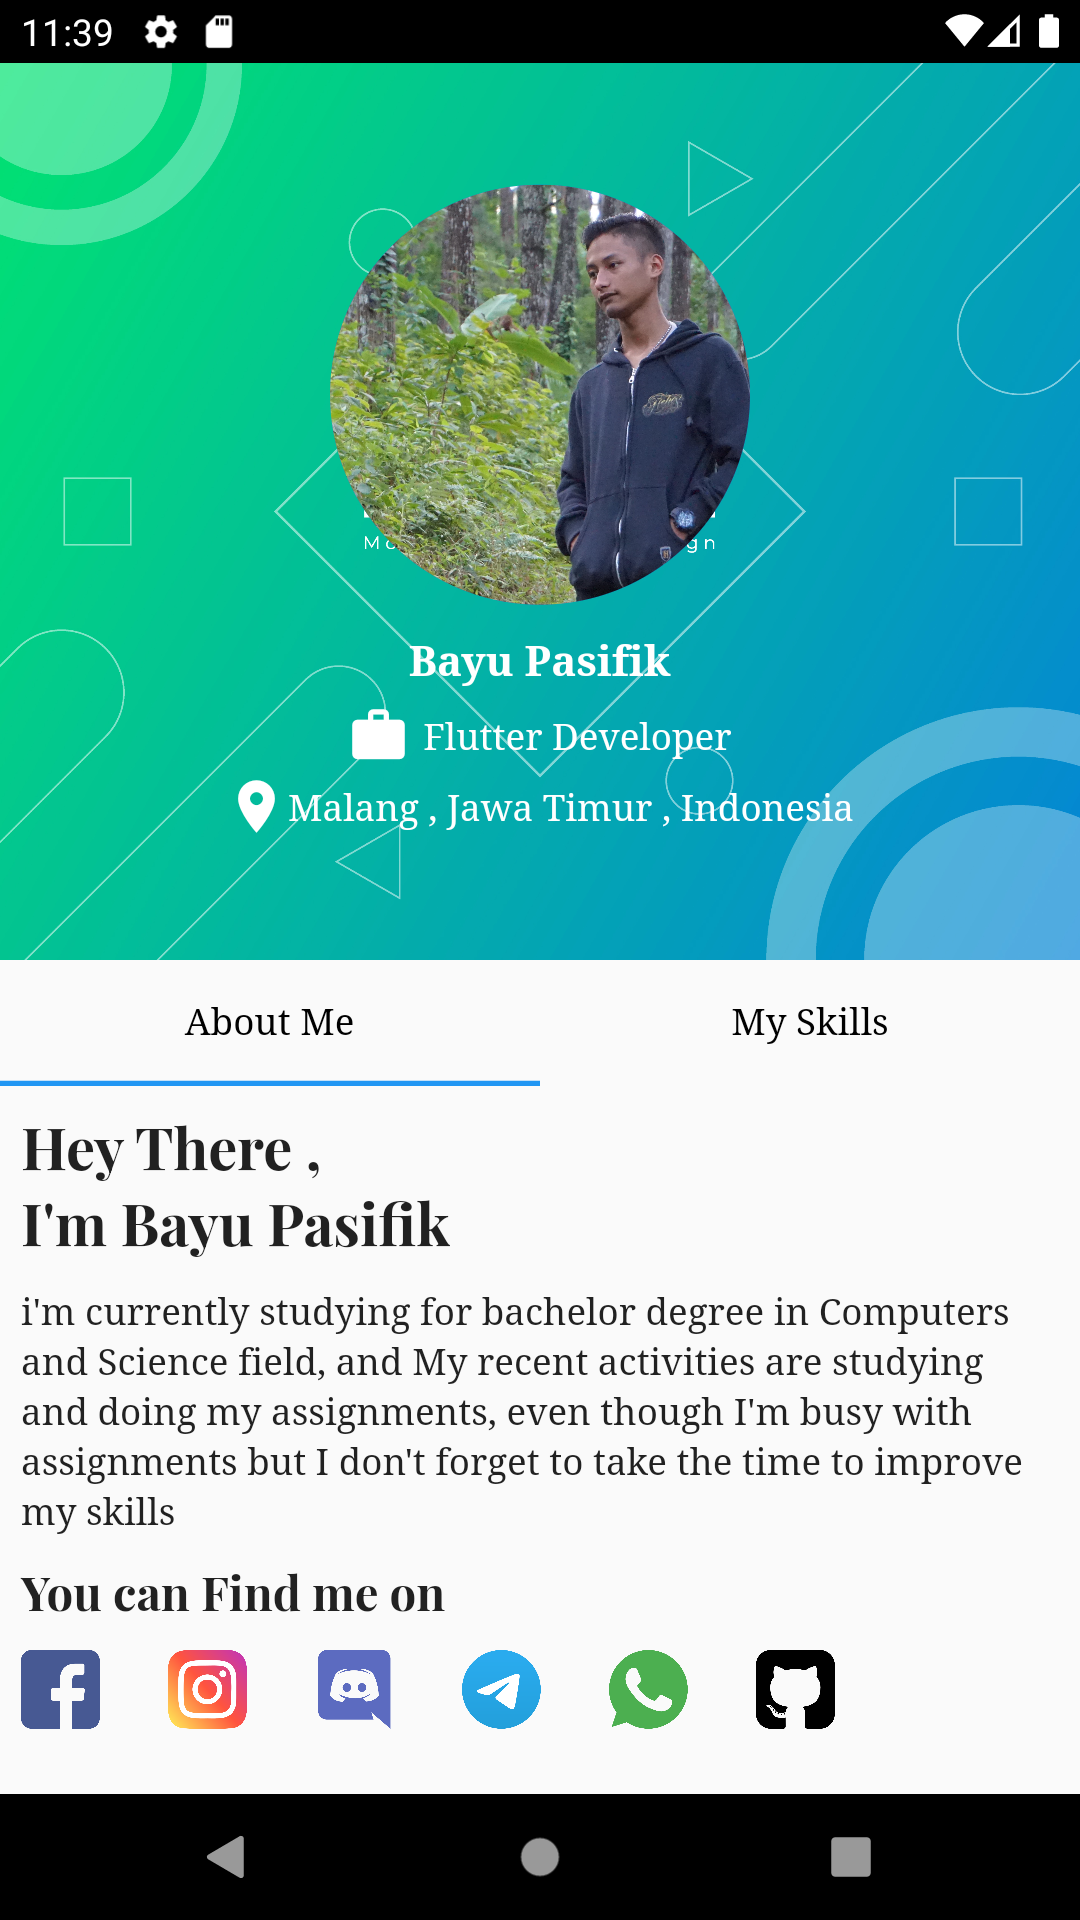 11:39
Bayu Pasifik
Flutter Developer
Malang , Jawa Timur , Indonesia
About Me
My Skills
Hey There ,
I'm Bayu Pasifik
i'm currently studying for bachelor degree in Computers
and Science field, and My recent activities are studying
and doing my assignments, even though I'm busy with
assignments but I don't forget to take the time to improve
my skills
You can Find me on